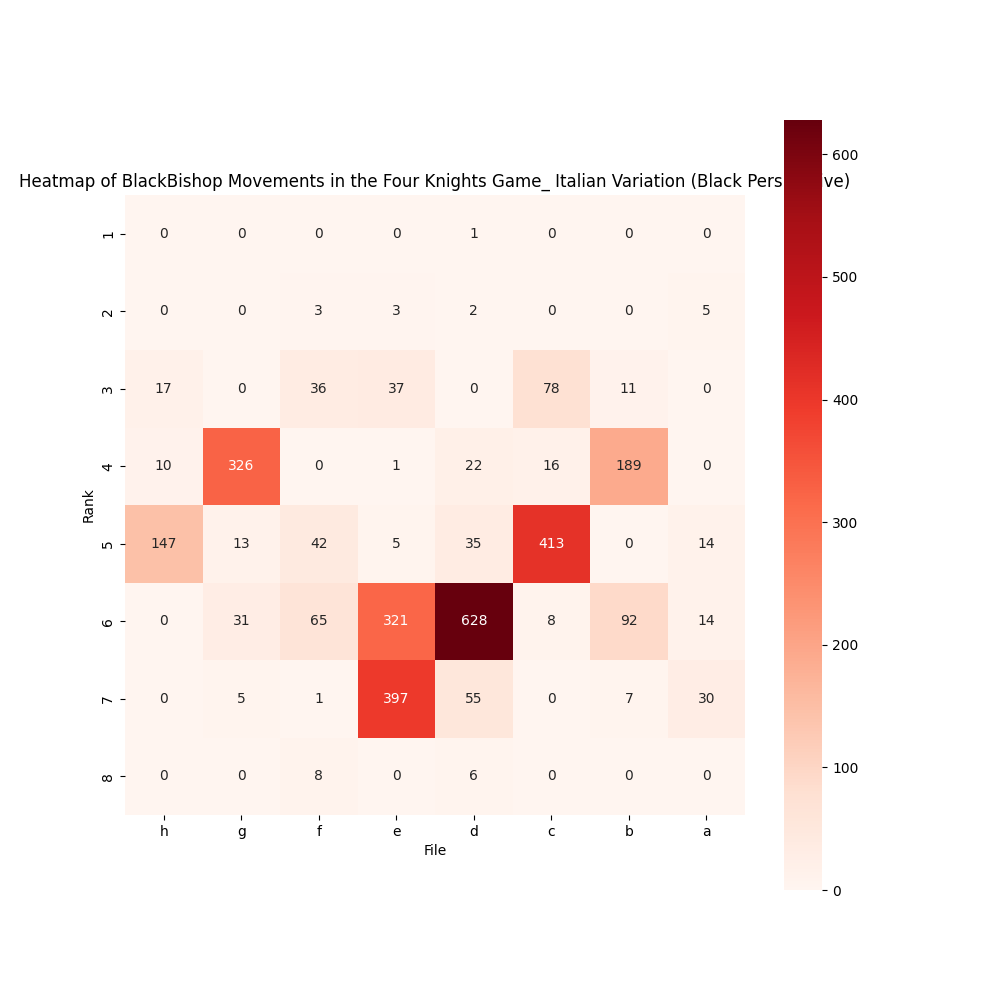 Heatmap of BlackBishop Movements in the Four Knights Game_ Italian Variation (Black Pers ve)
1 0 0 0 0 1 0 0 0
2 0 0 3 3 2 0 0 5
3 17 0 36 37 0 78 11 0
4 10 326 0 1 22 16 189 0
5 147 13 42 5 35 413 0 14
6 0 31 65 321 628 8 92 14
7 0 5 1 397 55 0 7 30
8 0 0 8 0 6 0 0 0
h g f e d c b a
Rank
File
600
500
400
300
200
100
0